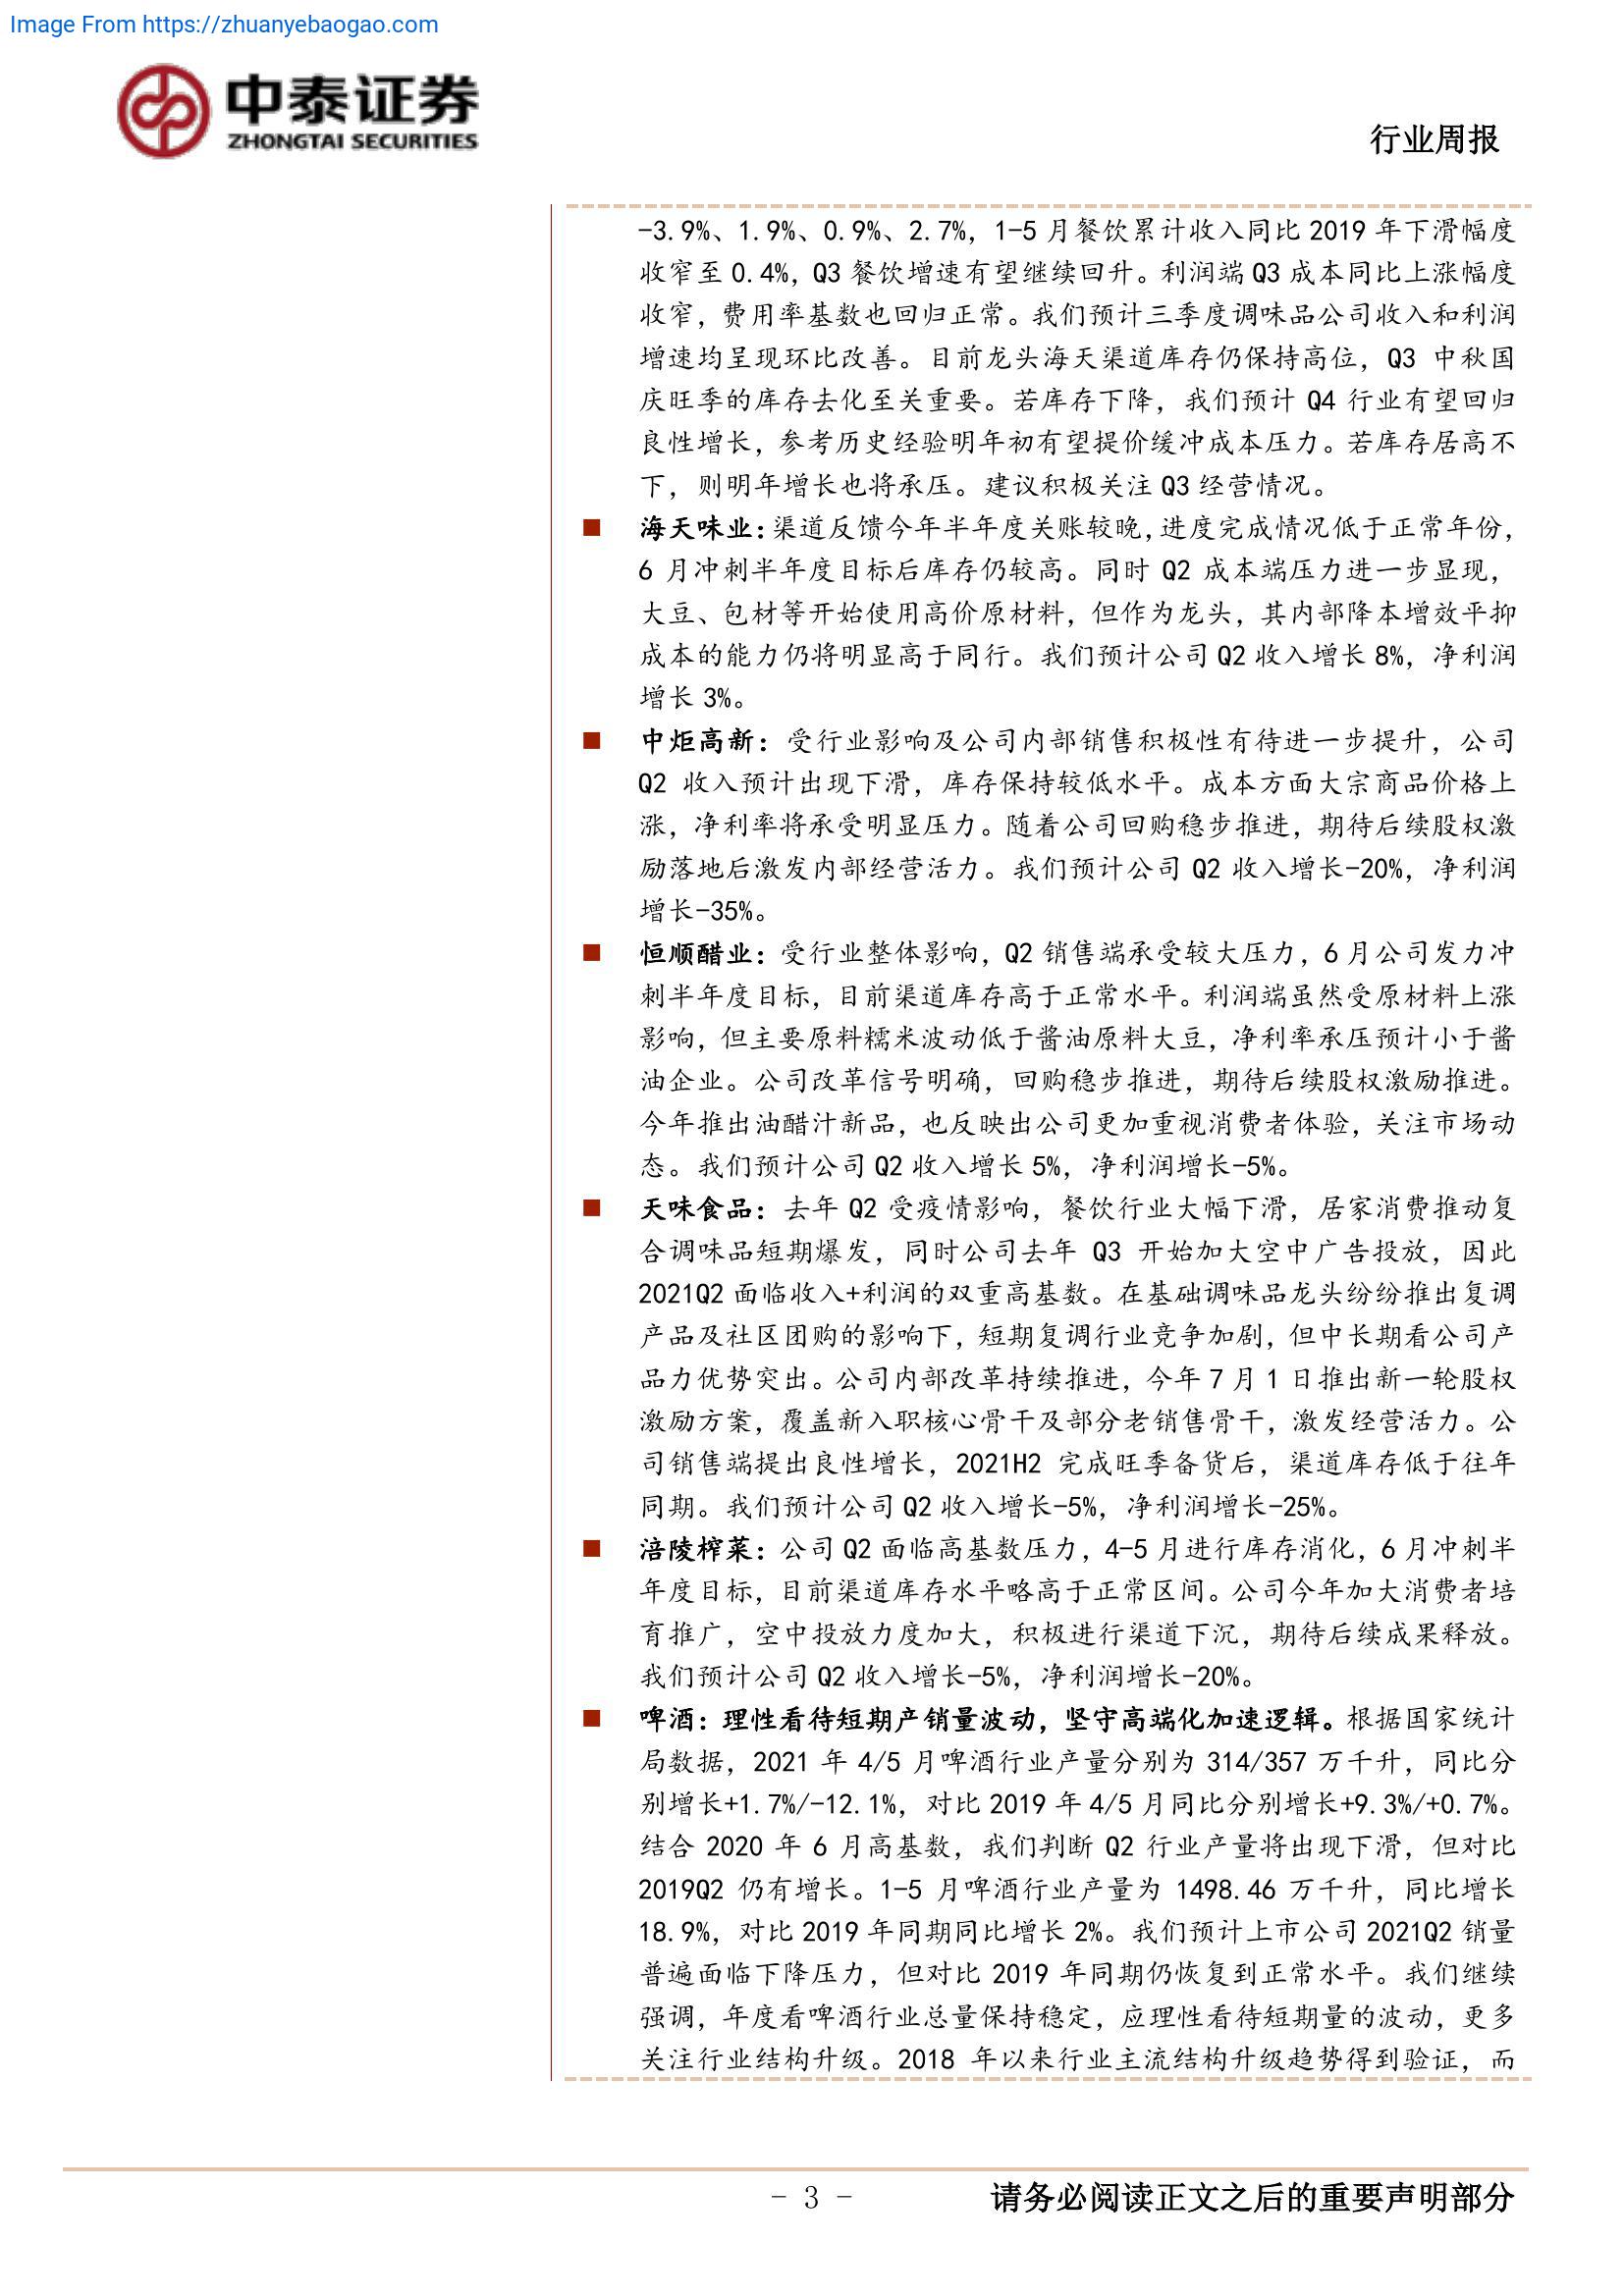 Image From https://zhuanyebaogao.com
中泰证券
ZHONGTAI SECURITIES
行业周报
-3.9%、1.9%、0.9%、2.7%，1-5 月餐饮累计收入同比 2019 年下滑幅度
收窄至 0.4%，Q3 餐饮增速有望继续回升。利润端 Q3 成本同比上涨幅度
收窄，费用率基数也回归正常。我们预计三季度调味品公司收入和利润
增速均呈现环比改善。目前龙头海天渠道库存仍保持高位，Q3 中秋国
庆旺季的库存去化至关重要。若库存下降，我们预计 Q4 行业有望回归
良性增长，参考历史经验明年初有望提价缓冲成本压力。若库存居高不
下，则明年增长也将承压。建议积极关注 Q3 经营情况。
■ 海天味业：渠道反馈今年半年度关账较晚，进度完成情况低于正常年份，
6 月冲刺半年度目标后库存仍较高。同时 Q2 成本端压力进一步显现，
大豆、包材等开始使用高价原材料，但作为龙头，其内部降本增效平抑
成本的能力仍将明显高于同行。我们预计公司 Q2 收入增长 8%，净利润
增长 3%。
■ 中炬高新：受行业影响及公司内部销售积极性有待进一步提升，公司
Q2 收入预计出现下滑，库存保持较低水平。成本方面大宗商品价格上
涨，净利率将承受明显压力。随着公司回购稳步推进，期待后续股权激
励落地后激发内部经营活力。我们预计公司 Q2 收入增长-20%，净利润
增长-35%。
■ 恒顺醋业：受行业整体影响，Q2 销售端承受较大压力，6 月公司发力冲
刺半年度目标，目前渠道库存高于正常水平。利润端虽然受原材料上涨
影响，但主要原料糯米波动低于酱油原料大豆，净利率承压预计小于酱
油企业。公司改革信号明确，回购稳步推进，期待后续股权激励推进。
今年推出油醋汁新品，也反映出公司更加重视消费者体验，关注市场动
态。我们预计公司 Q2 收入增长 5%，净利润增长-5%。
■ 天味食品：去年 Q2 受疫情影响，餐饮行业大幅下滑，居家消费推动复
合调味品短期爆发，同时公司去年 Q3 开始加大空中广告投放，因此
2021Q2 面临收入+利润的双重高基数。在基础调味品龙头纷纷推出复调
产品及社区团购的影响下，短期复调行业竞争加剧，但中长期看公司产
品力优势突出。公司内部改革持续推进，今年 7 月 1 日推出新一轮股权
激励方案，覆盖新入职核心骨干及部分老销售骨干，激发经营活力。公
司销售端提出良性增长，2021H2 完成旺季备货后，渠道库存低于往年
同期。我们预计公司 Q2 收入增长-5%，净利润增长-25%。
■ 涪陵榨菜：公司 Q2 面临高基数压力，4-5 月进行库存消化，6 月冲刺半
年度目标，目前渠道库存水平略高于正常区间。公司今年加大消费者培
育推广，空中投放力度加大，积极进行渠道下沉，期待后续成果释放。
我们预计公司 Q2 收入增长-5%，净利润增长-20%。
■ 啤酒：理性看待短期产销量波动，坚守高端化加速逻辑。根据国家统计
局数据，2021 年 4/5 月啤酒行业产量分别为 314/357 万千升，同比分
别增长+1.7%/-12.1%，对比 2019 年 4/5 月同比分别增长+9.3%/+0.7%。
结合 2020 年 6 月高基数，我们判断 Q2 行业产量将出现下滑，但对比
2019Q2 仍有增长。1-5 月啤酒行业产量为 1498.46 万千升，同比增长
18.9%，对比 2019 年同期同比增长 2%。我们预计上市公司 2021Q2 销量
普遍面临下降压力，但对比 2019 年同期仍恢复到正常水平。我们继续
强调，年度看啤酒行业总量保持稳定，应理性看待短期量的波动，更多
关注行业结构升级。2018 年以来行业主流结构升级趋势得到验证，而
- 3 -
请务必阅读正文之后的重要声明部分